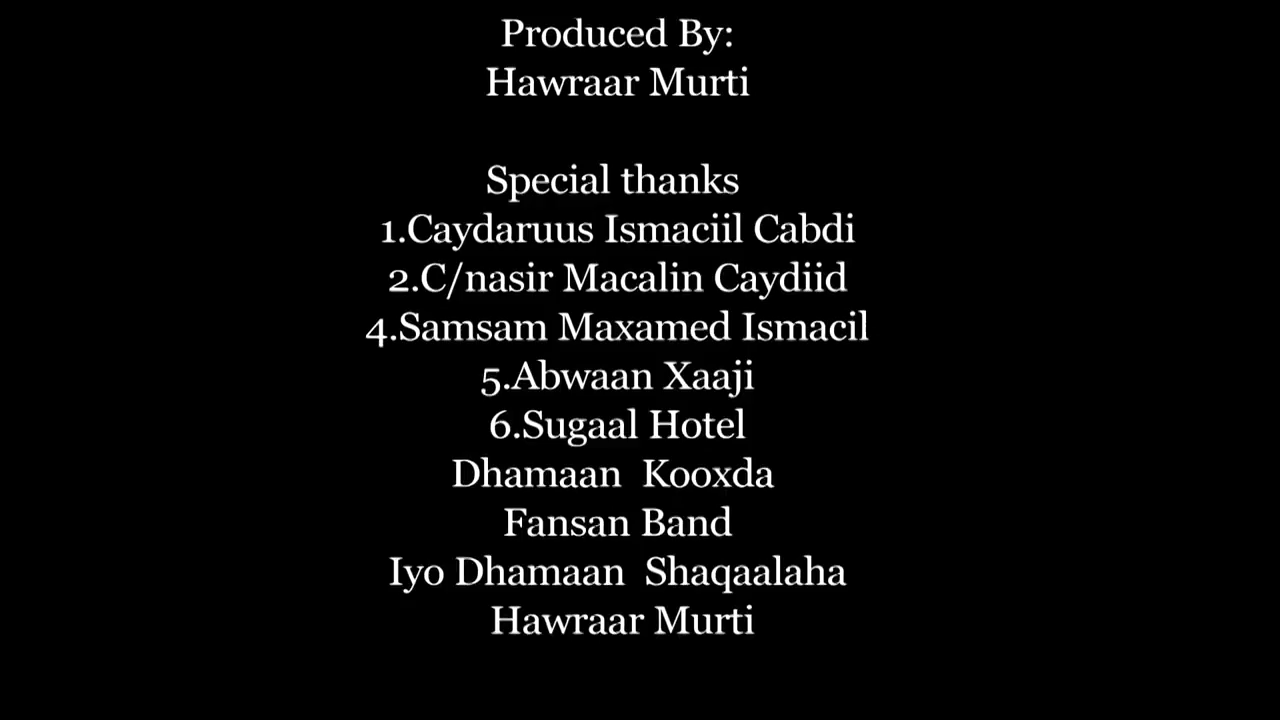 Produced By:
Hawraar Murti
Special thanks
1.Caydaruus Ismaciil Cabdi
2.C/nasir Macalin Caydiid
4.Samsam Maxamed Ismacil
5.Abwaan Xaaji
6.Sugaal Hotel
Dhamaan  Kooxda
Fansan Band
Iyo Dhamaan  Shaqaalaha
Hawraar Murti